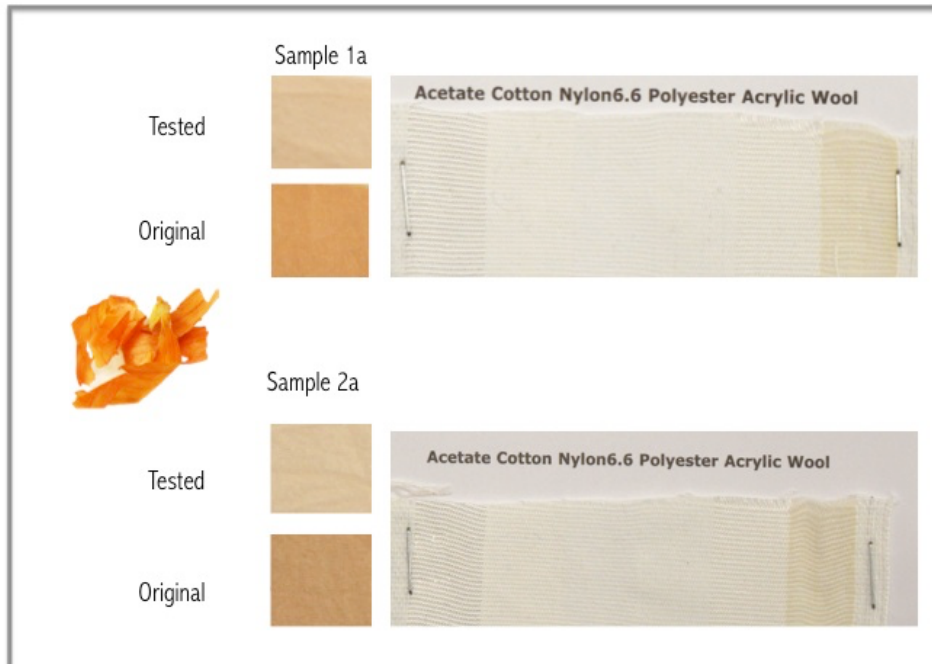 Sample 1a
Acetate Cotton Nylon6.6 Polyester Acrylic Wool
Tested
Original
Sample 2a
Acetate Cotton Nylon6.6 Polyester Acrylic Wool
Tested
Original